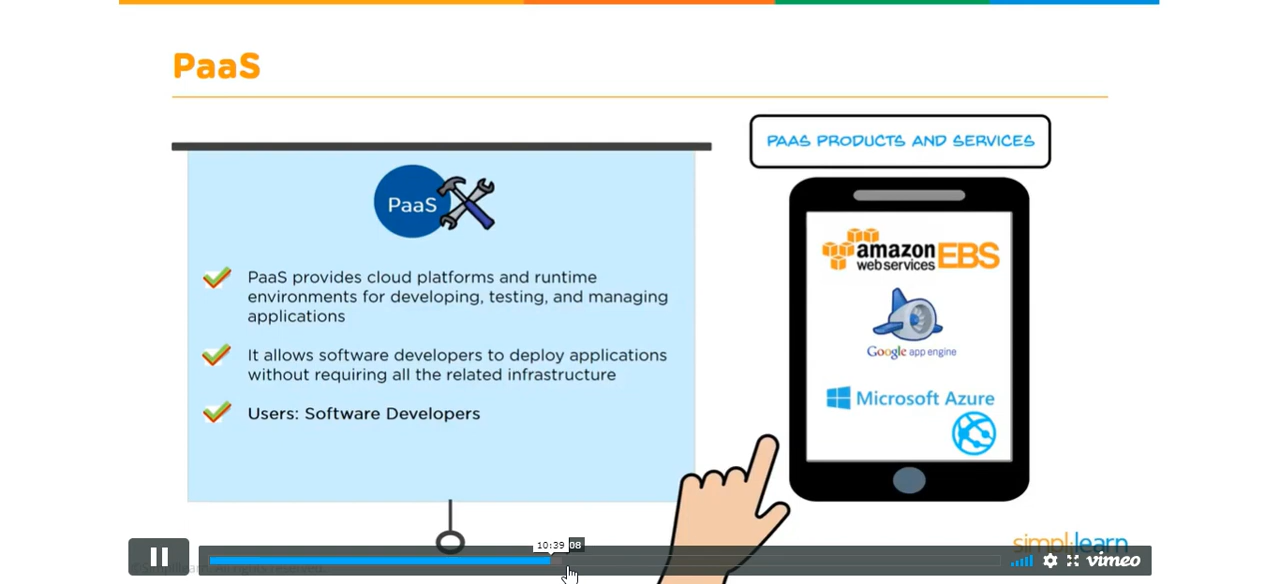 PaaS
PAAS PRODUCTS AND SERVICES
PaaS
PaaS provides cloud platforms and runtime
environments for developing, testing, and managing
applications
It allows software developers to deploy applications
without requiring all the related infrastructure
Users: Software Developers
amazon
web services
EBS
Google app engine
Microsoft Azure
simplilearn
10:39
08
vimeo